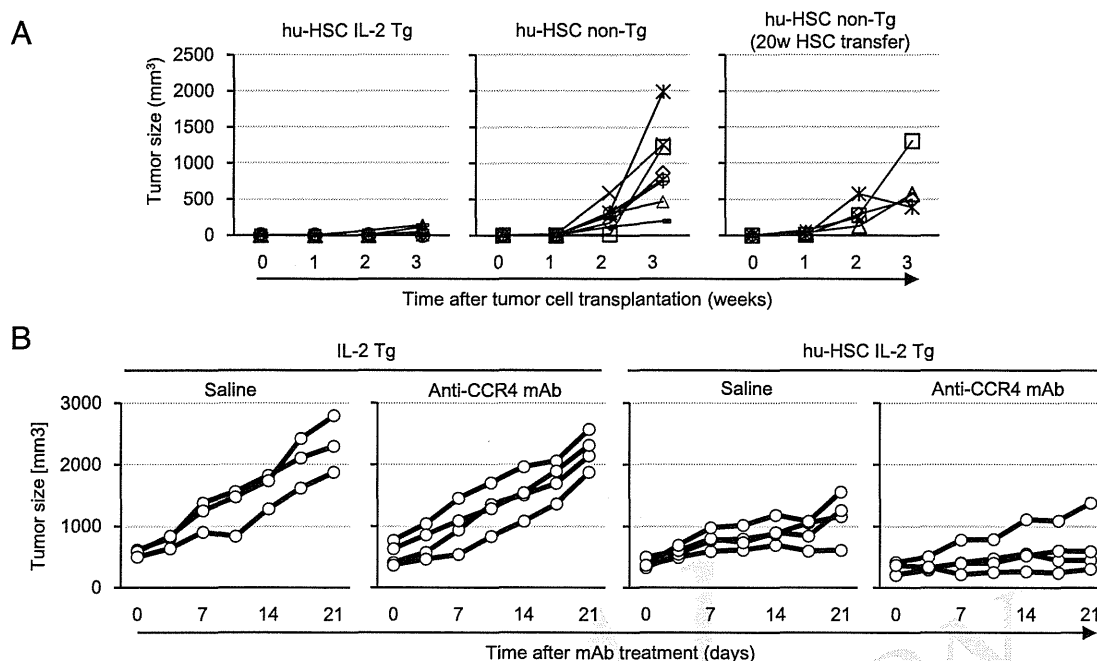 A
hu-HSC IL-2 Tg
hu-HSC non-Tg
hu-HSC non-Tg
(20w HSC transfer)
Tumor size (mm³)
2500
2000
1500
1000
500
0
0 1 2 3
0 1 2 3
0 1 2 3
Time after tumor cell transplantation (weeks)
B
IL-2 Tg
hu-HSC IL-2 Tg
Saline
Anti-CCR4 mAb
Saline
Anti-CCR4 mAb
Tumor size [mm3]
3000
2000
1000
0
0 7 14 21
0 7 14 21
0 7 14 21
0 7 14 21
Time after mAb treatment (days)